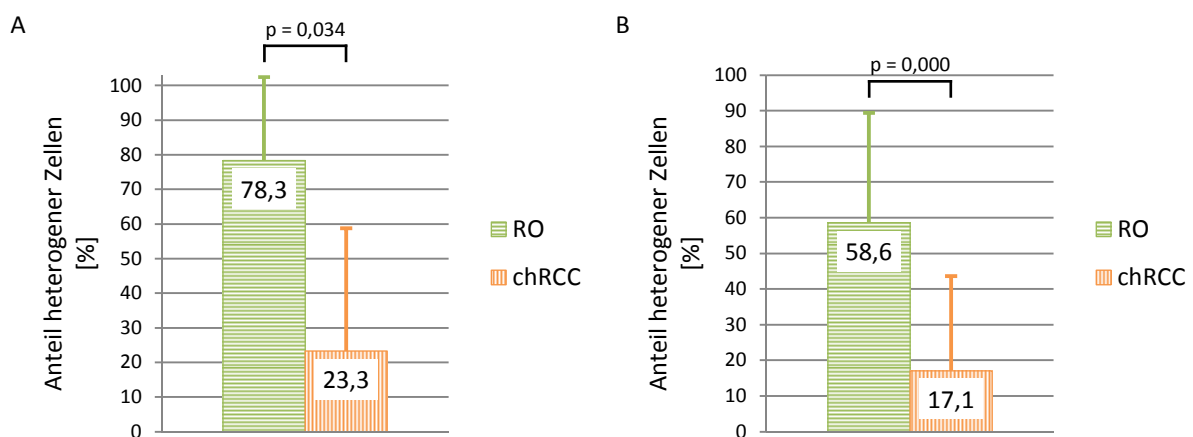 A
p = 0,034
Anteil heterogener Zellen
[%]
100
90
80
70
60
50
40
30
20
10
0
78,3
23,3
RO
chRCC
B
p = 0,000
Anteil heterogener Zellen
[%]
100
90
80
70
60
50
40
30
20
10
0
58,6
17,1
RO
chRCC